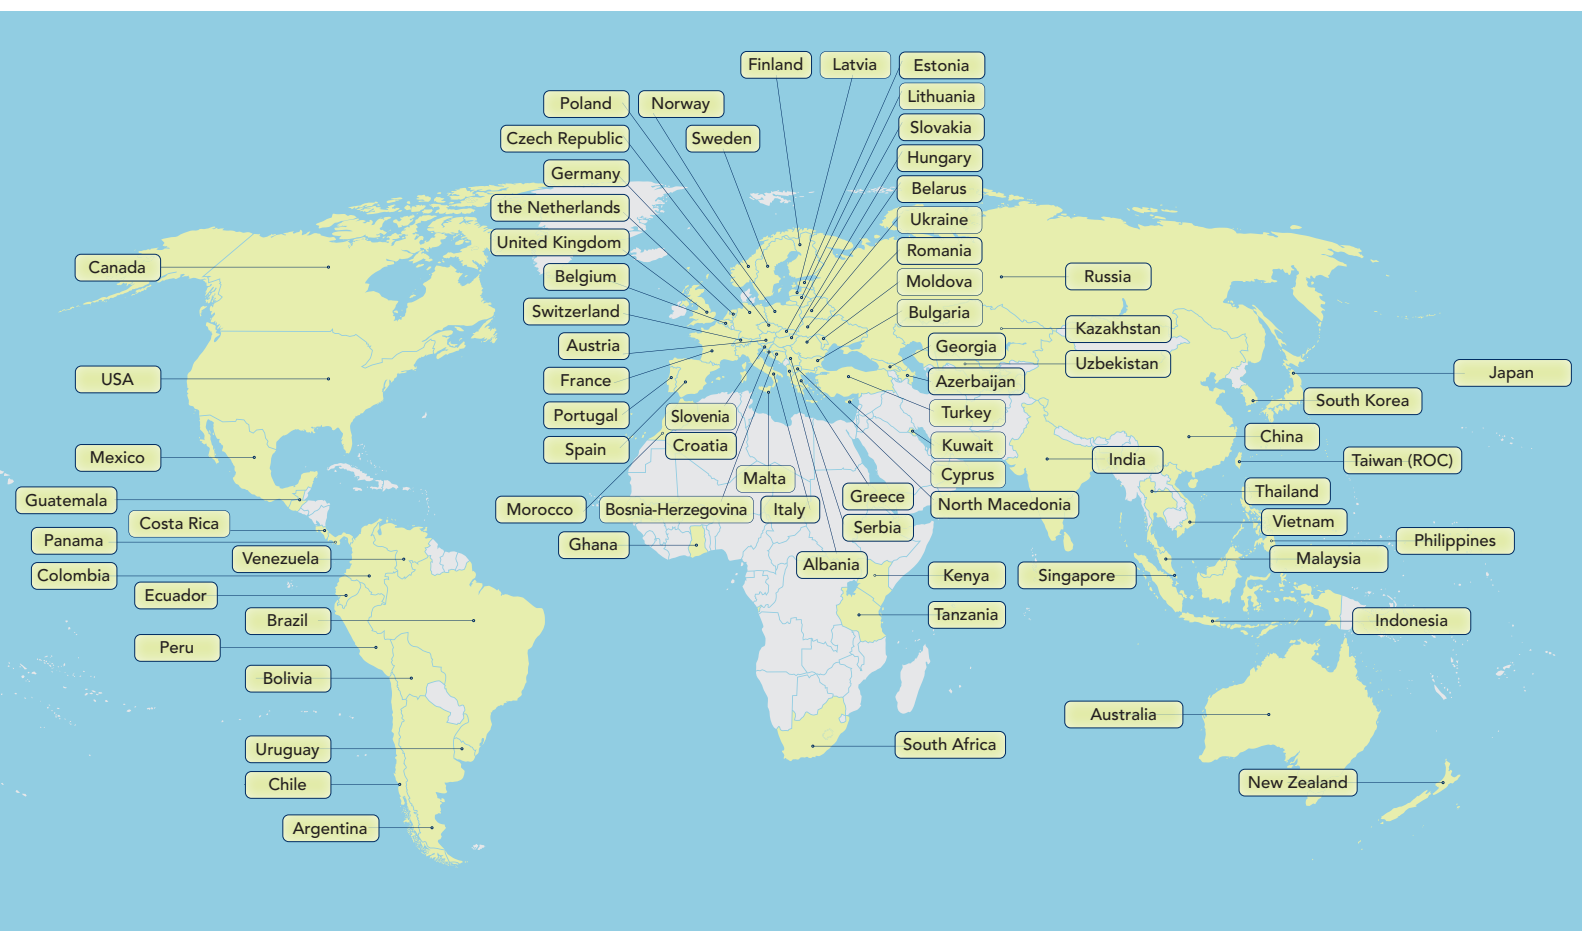 Finland
Latvia
Estonia
Poland
Norway
Lithuania
Czech Republic
Sweden
Slovakia
Germany
Hungary
the Netherlands
Belarus
United Kingdom
Ukraine
Belgium
Romania
Switzerland
Moldova
Austria
Bulgaria
France
Georgia
Portugal
Azerbaijan
Spain
Turkey
Slovenia
Kuwait
Croatia
Cyprus
Malta
North Macedonia
Morocco
Bosnia-Herzegovina
Italy
Greece
Serbia
Ghana
Albania
Kenya
Tanzania
South Africa
Canada
USA
Mexico
Guatemala
Costa Rica
Panama
Venezuela
Colombia
Ecuador
Brazil
Peru
Bolivia
Uruguay
Chile
Argentina
Russia
Kazakhstan
Uzbekistan
Japan
South Korea
China
India
Taiwan (ROC)
Thailand
Vietnam
Philippines
Malaysia
Singapore
Indonesia
Australia
New Zealand